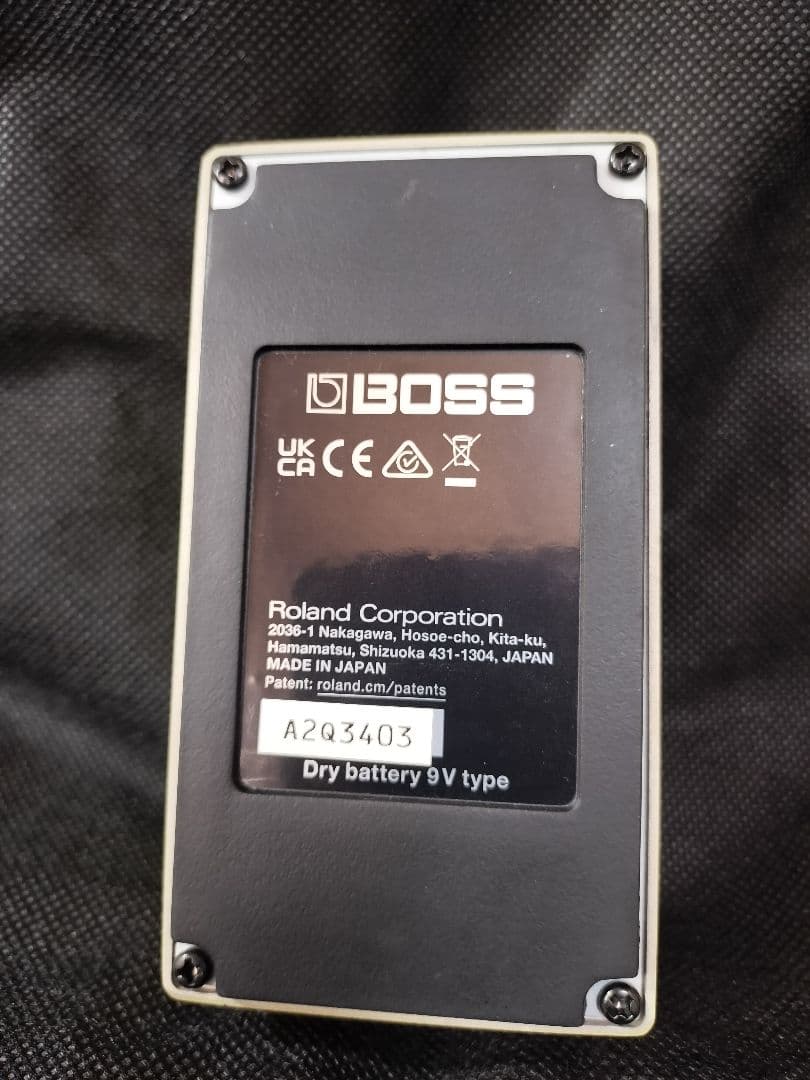 BOSS
UK
CA CE
Roland Corporation
2036-1 Nakagawa, Hosoe-cho, Kita-ku,
Hamamatsu, Shizuoka 431-1304, JAPAN
MADE IN JAPAN
Patent: roland.cm/patents
A2Q3403
Dry battery 9V type